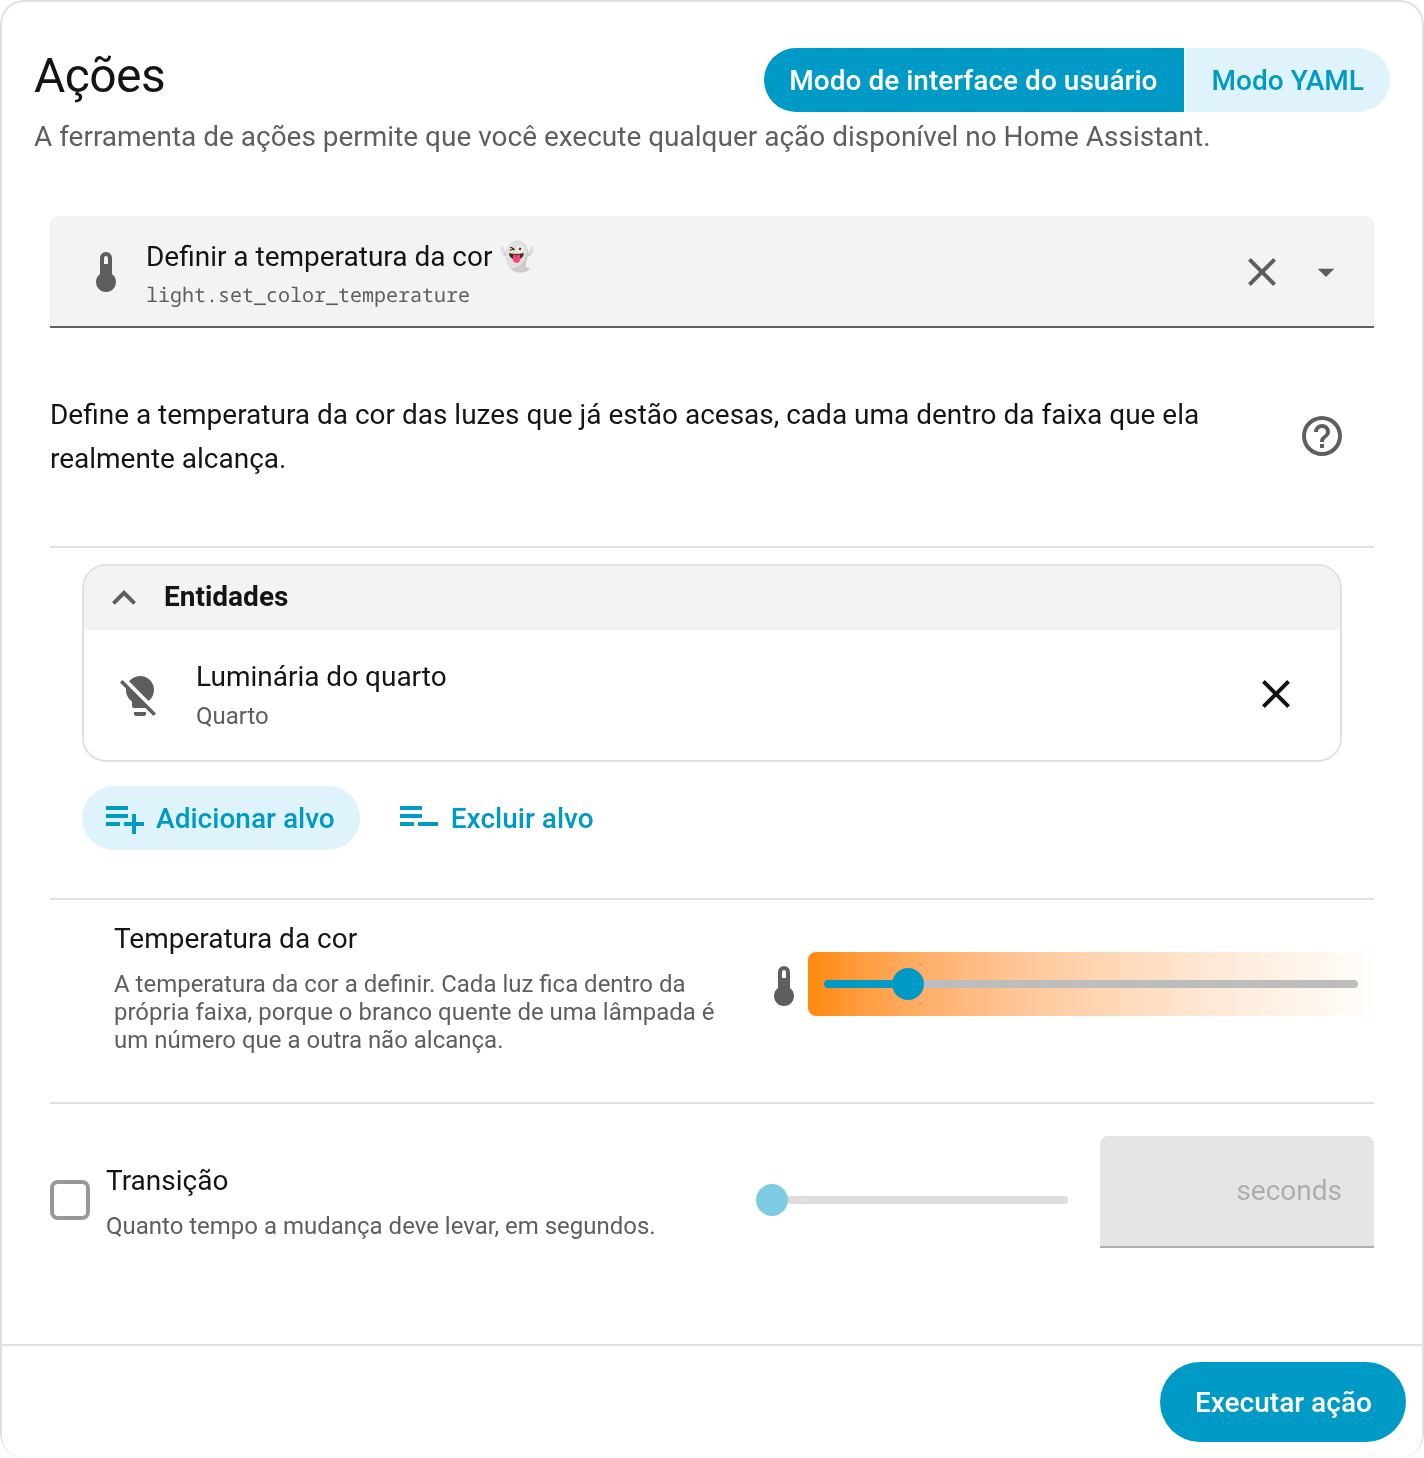 Ações
Modo de interface do usuário
Modo YAML
A ferramenta de ações permite que você execute qualquer ação disponível no Home Assistant.
Definir a temperatura da cor 👻
light.set_color_temperature
Define a temperatura da cor das luzes que já estão acesas, cada uma dentro da faixa que ela
realmente alcança.
Entidades
Luminária do quarto
Quarto
Adicionar alvo
Excluir alvo
Temperatura da cor
A temperatura da cor a definir. Cada luz fica dentro da
própria faixa, porque o branco quente de uma lâmpada é
um número que a outra não alcança.
Transição
Quanto tempo a mudança deve levar, em segundos.
seconds
Executar ação